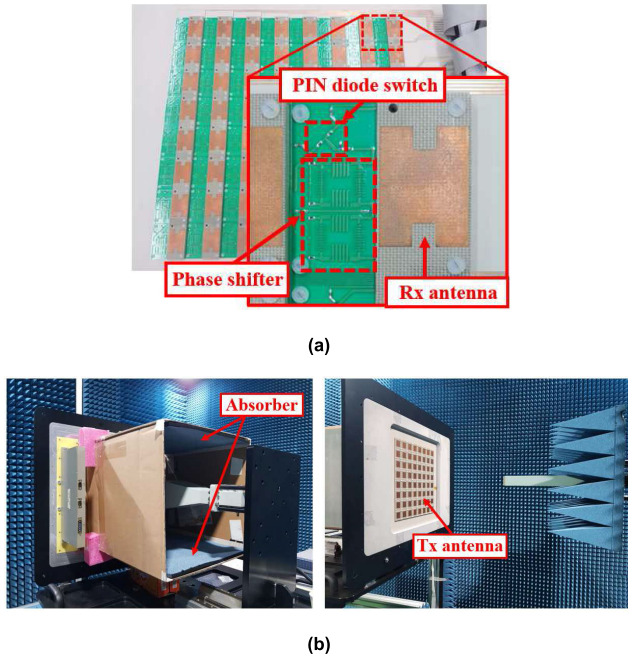 PIN diode switch
Phase shifter
Rx antenna
(a)
Absorber
Tx antenna
(b)